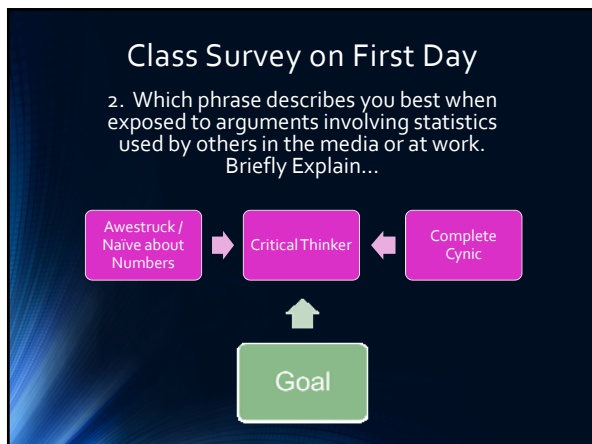 Class Survey on First Day
2. Which phrase describes you best when
exposed to arguments involving statistics
used by others in the media or at work.
Briefly Explain...
Awestruck /
Naïve about
Numbers
Critical Thinker
Complete
Cynic
Goal